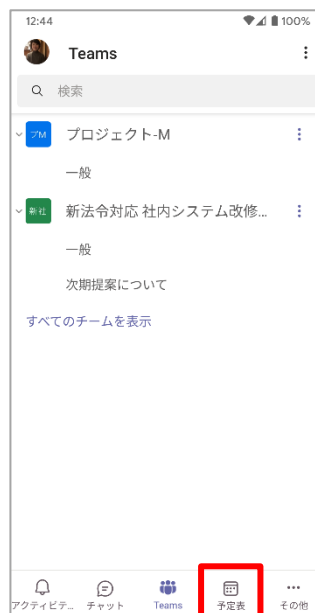 12:44 100%
Teams
検索
プM プロジェクト-M
一般
新社 新法令対応 社内システム改修...
一般
次期提案について
すべてのチームを表示
アクティビテ... チャット Teams 予定表 その他